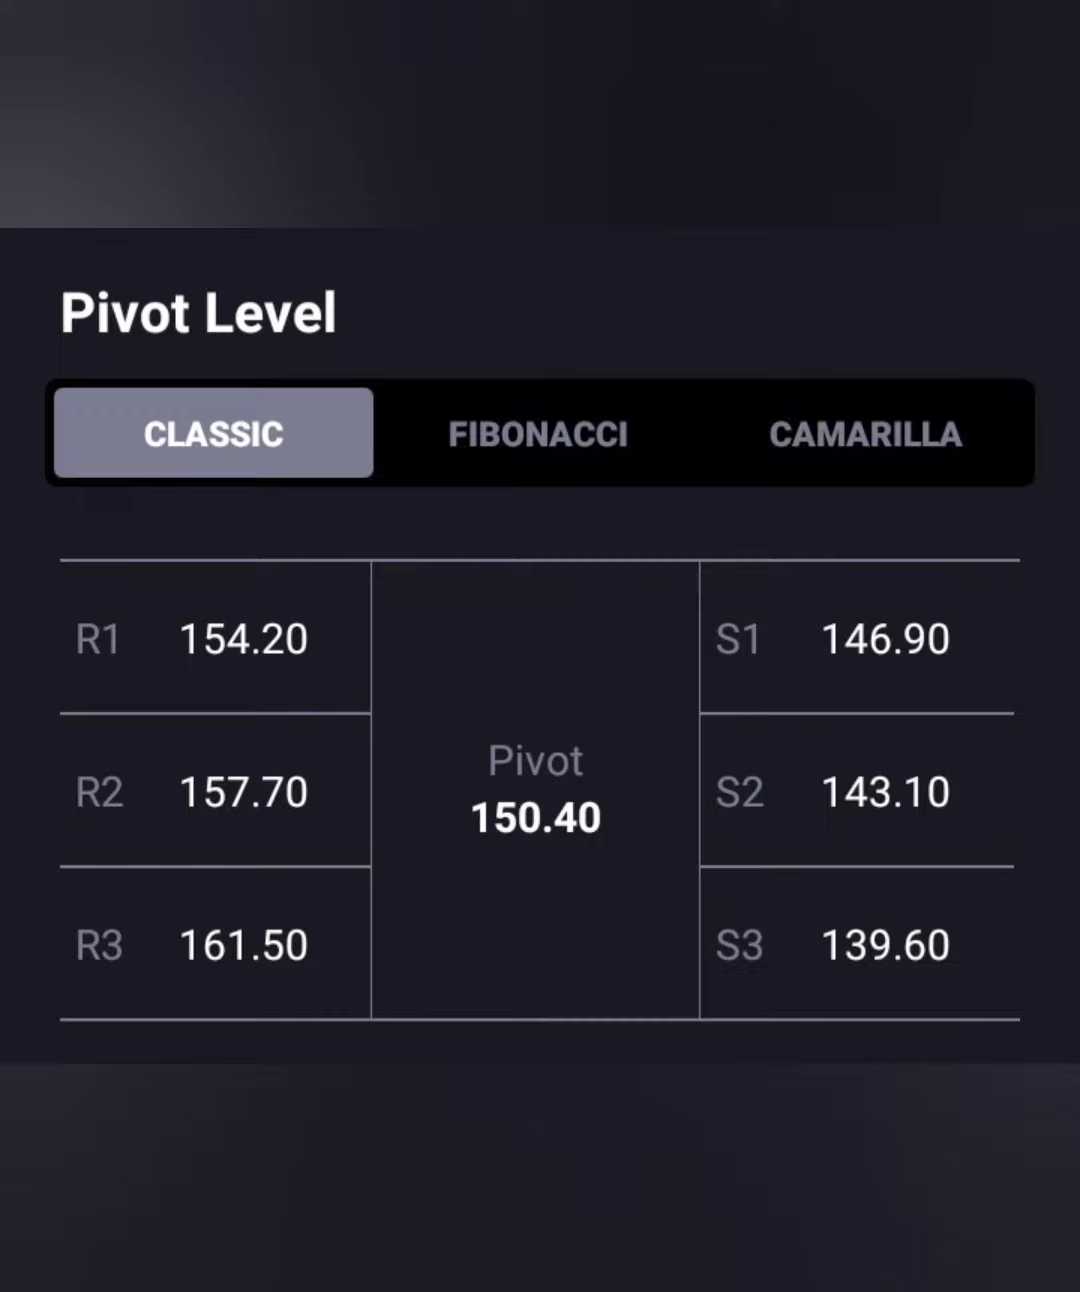 Pivot Level
CLASSIC FIBONACCI CAMARILLA
R1 154.20 S1 146.90
Pivot
R2 157.70 150.40 S2 143.10
R3 161.50 S3 139.60